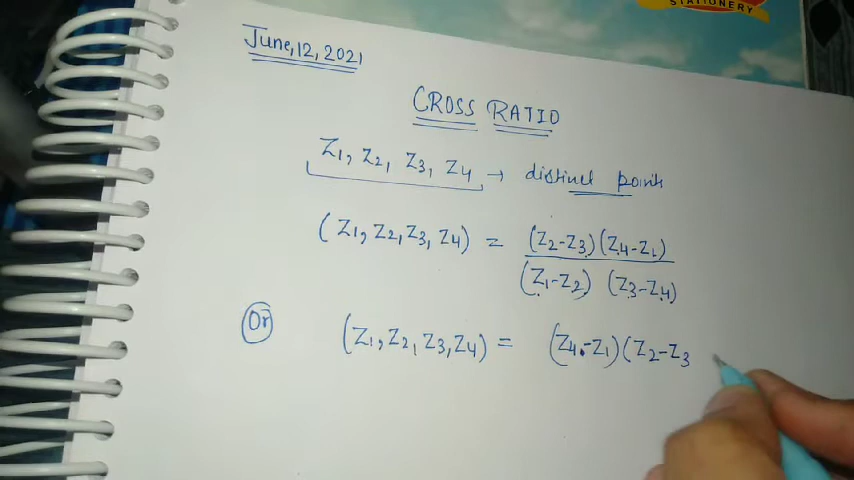 STATIONERY
June, 12, 2021
CROSS RATIO
Z1, Z2, Z3, Z4 → distinct points
(Z1, Z2, Z3, Z4) = (Z2-Z3)(Z4-Z1)
(Z1-Z2) (Z3-Z4)
Or (Z1, Z2, Z3, Z4) = (Z4-Z1)(Z2-Z3